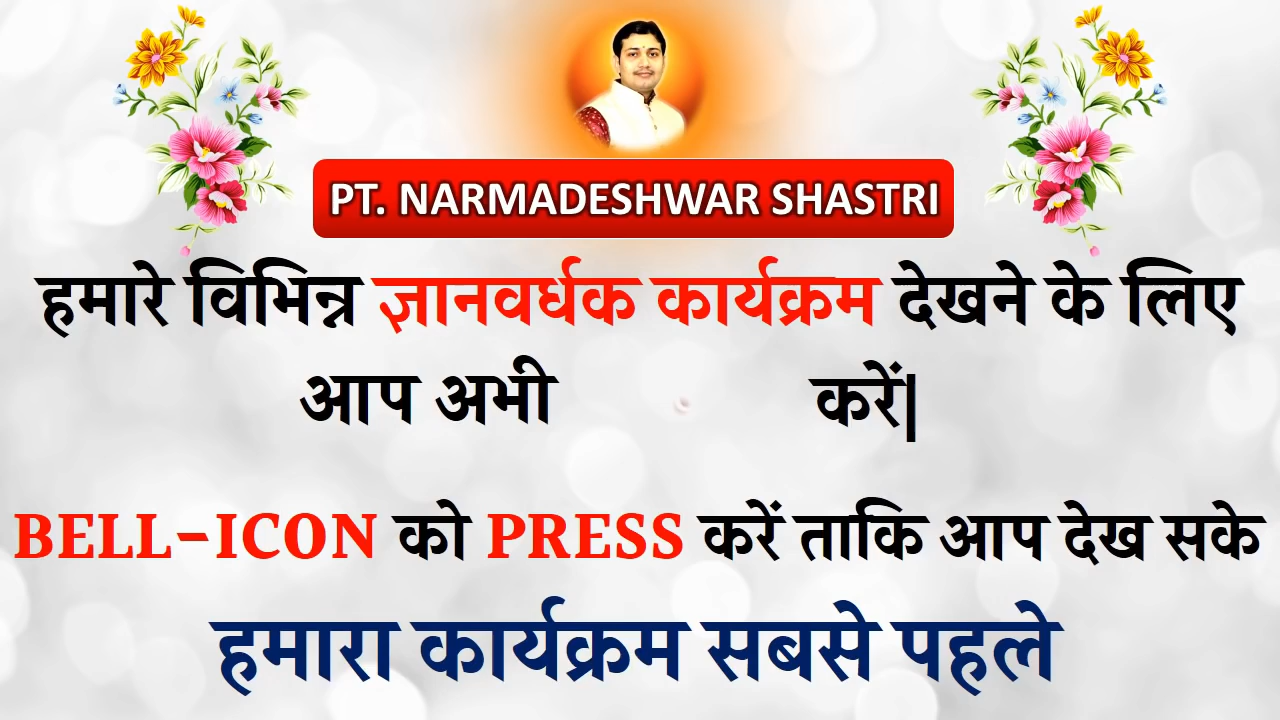 PT. NARMADESHWAR SHASTRI
हमारे विभिन्न ज्ञानवर्धक कार्यक्रम देखने के लिए
आप अभी करें|
BELL-ICON को PRESS करें ताकि आप देख सके
हमारा कार्यक्रम सबसे पहले